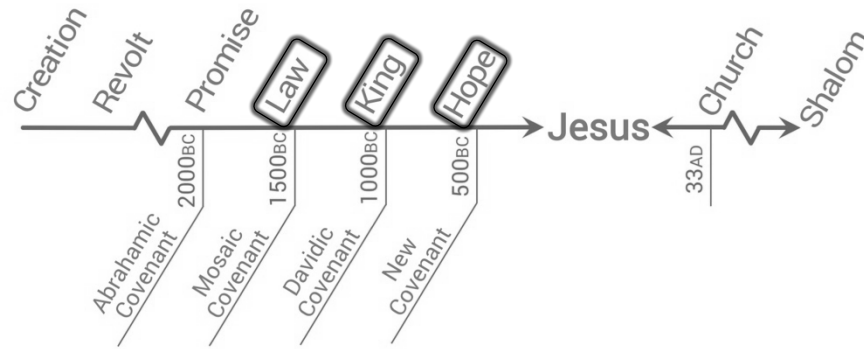 Creation
Revolt
Promise
Law
King
Hope
Jesus
Church
Shalom
2000BC
1500BC
1000BC
500BC
33AD
Abrahamic
Covenant
Mosaic
Covenant
Davidic
Covenant
New
Covenant